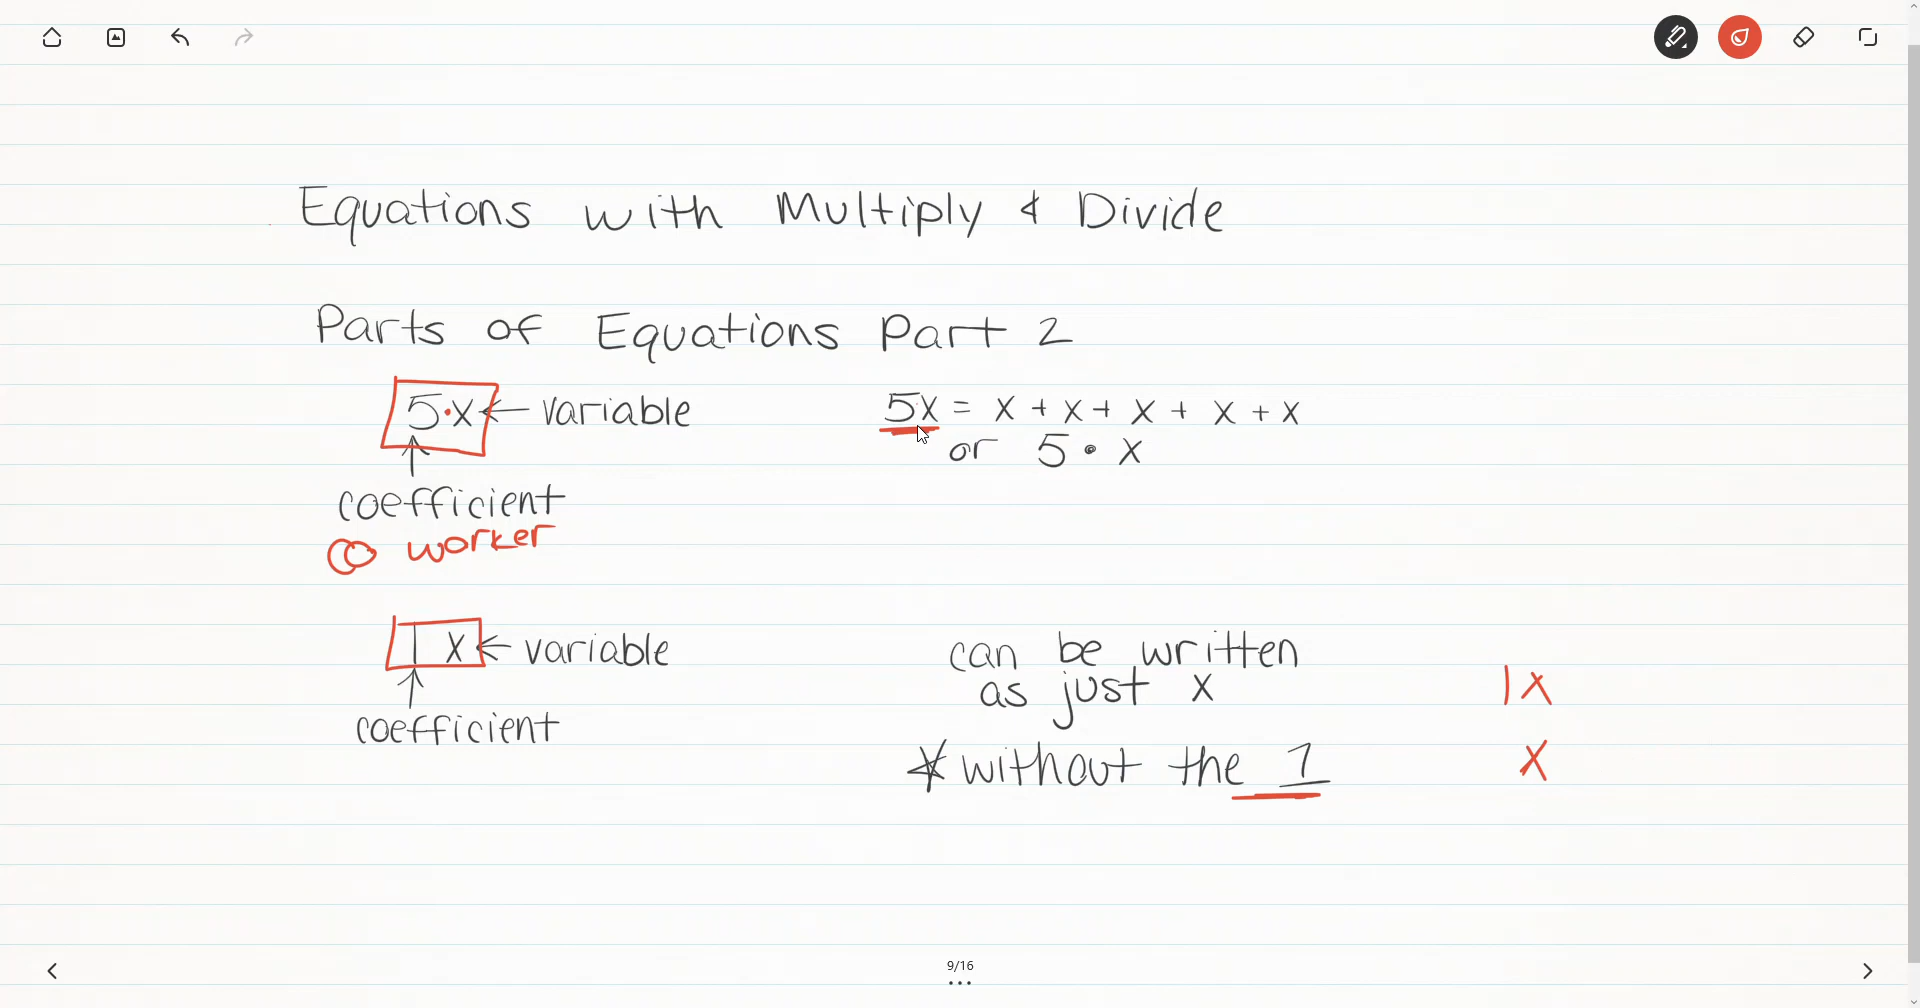 Equations with Multiply & Divide
Parts of Equations Part 2
5·x ← variable
5x = x + x + x + x + x
or 5 • x
coefficient
worker
1 x ← variable
coefficient
can be written
as just x
* without the 1
1x
x
9/16